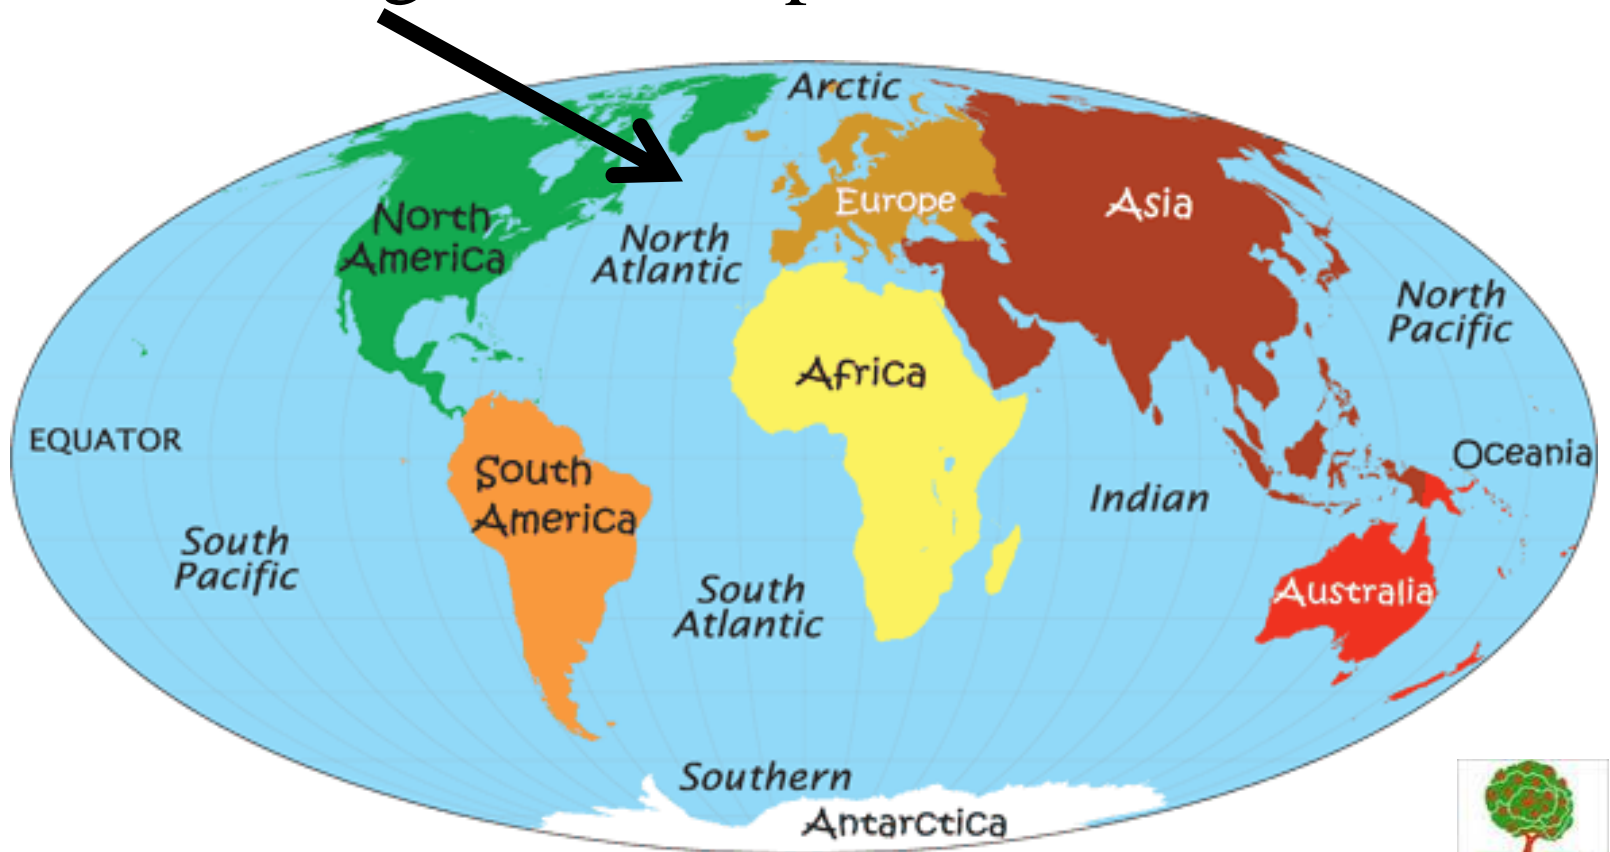 Arctic
North
America
Europe
Asia
North
Atlantic
North
Pacific
Africa
EQUATOR
Oceania
South
America
Indian
South
Pacific
South
Atlantic
Australia
Southern
Antarctica